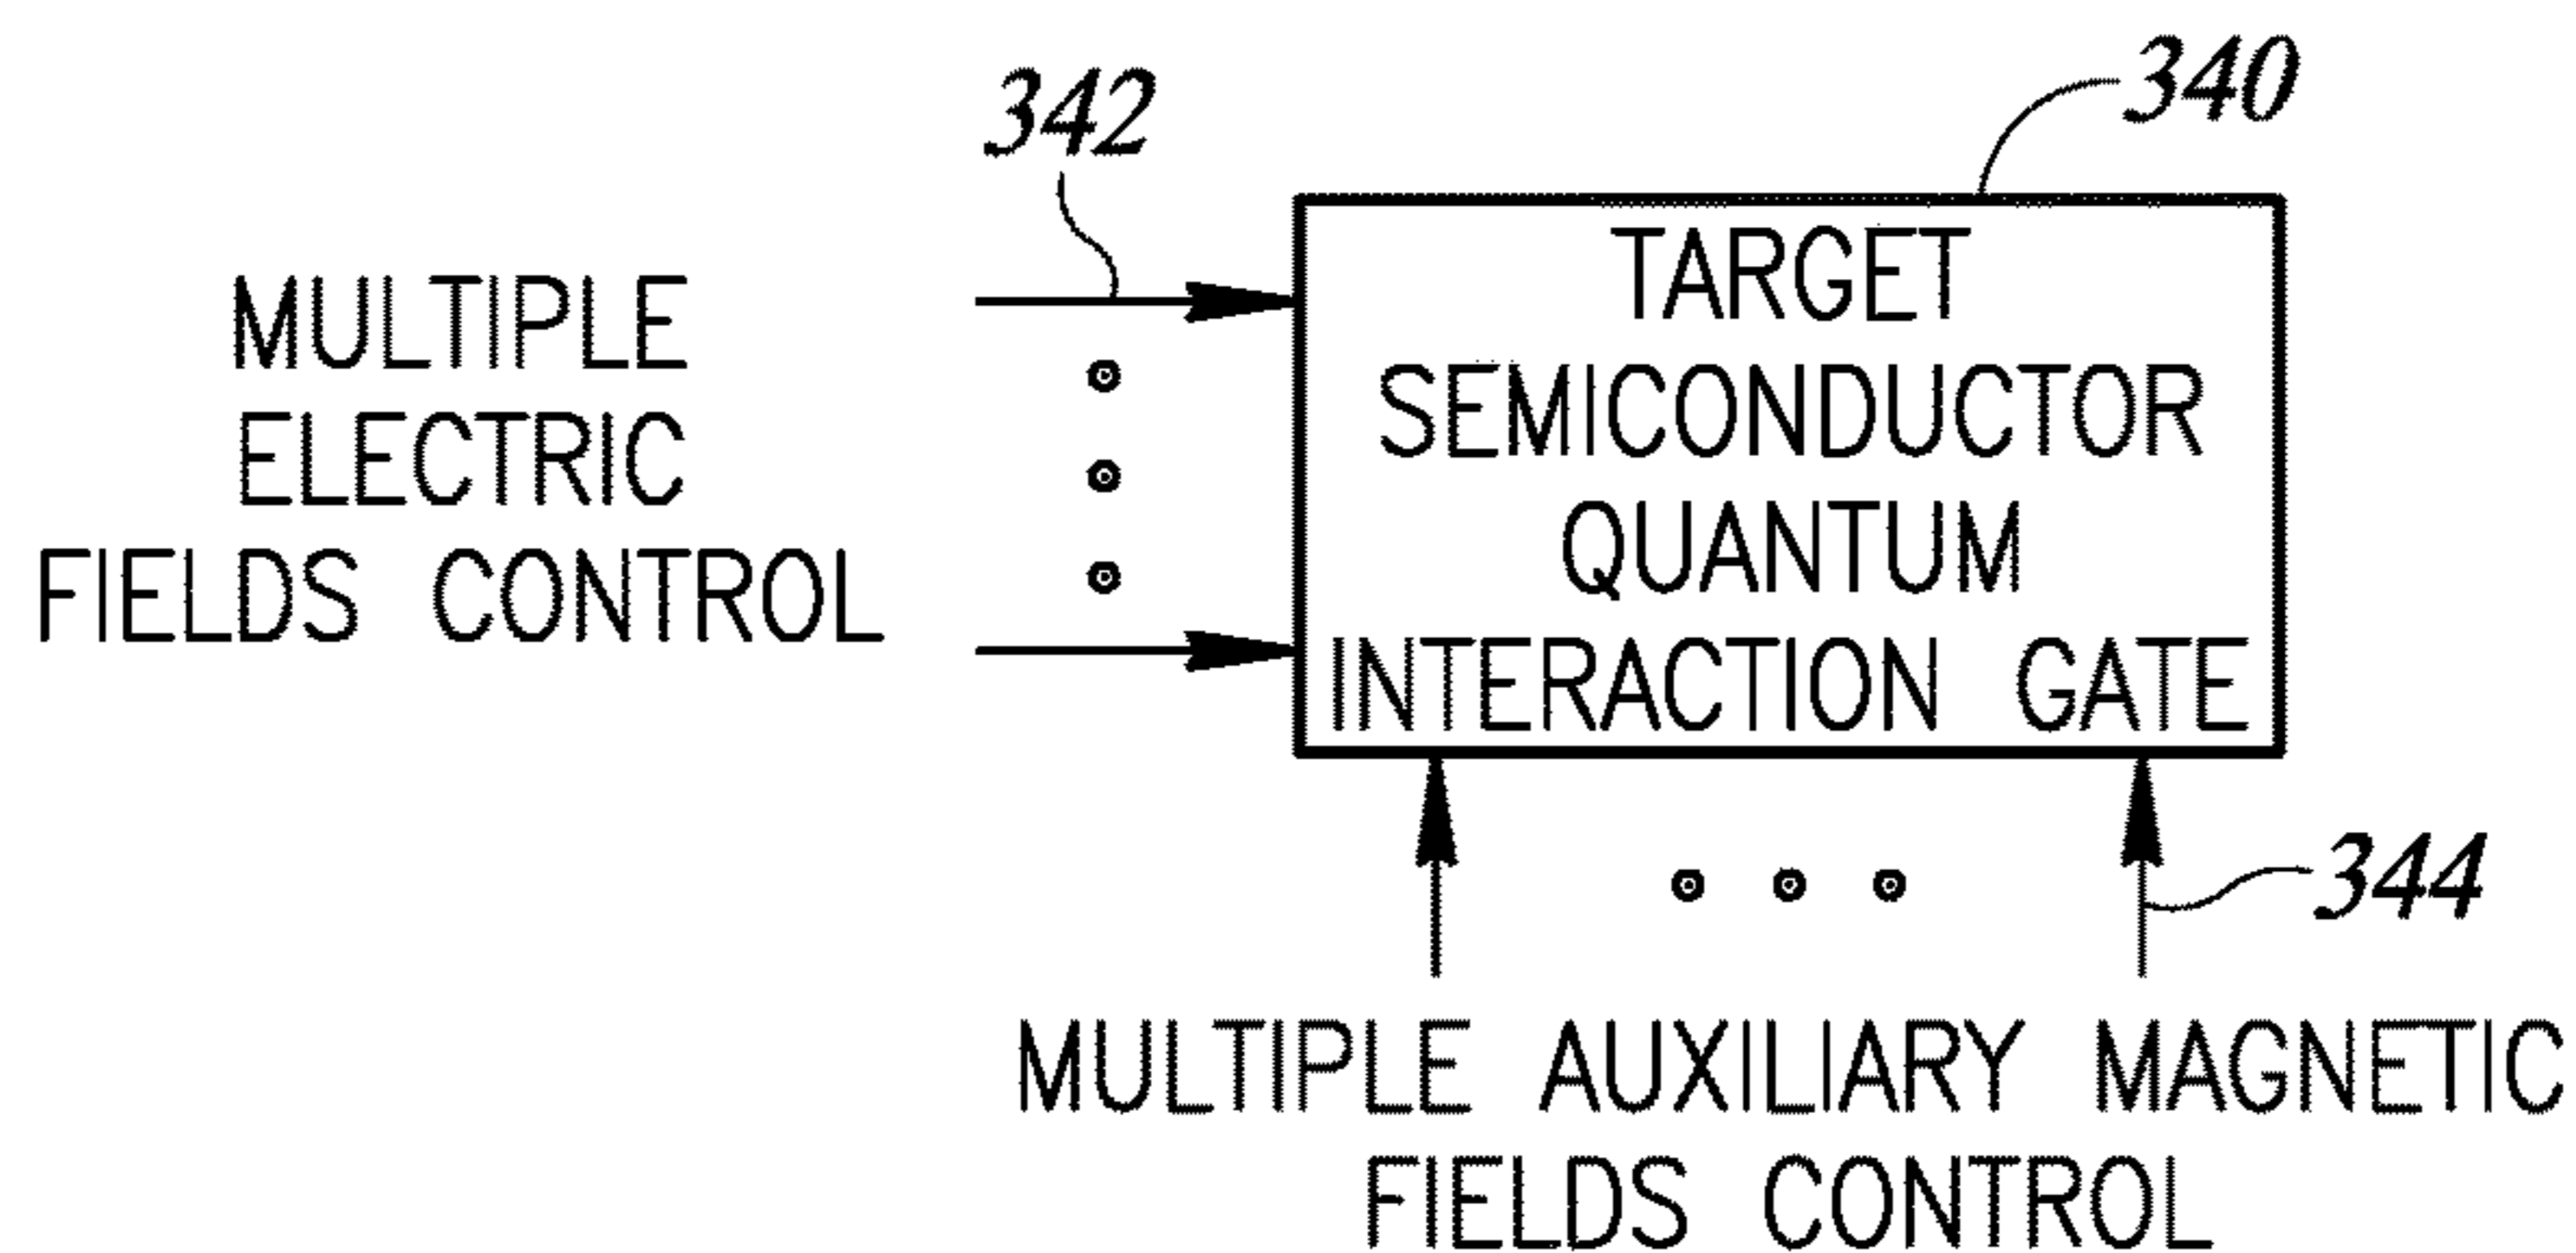 342
340
MULTIPLE
ELECTRIC
FIELDS CONTROL
TARGET
SEMICONDUCTOR
QUANTUM
INTERACTION GATE
344
MULTIPLE AUXILIARY MAGNETIC
FIELDS CONTROL